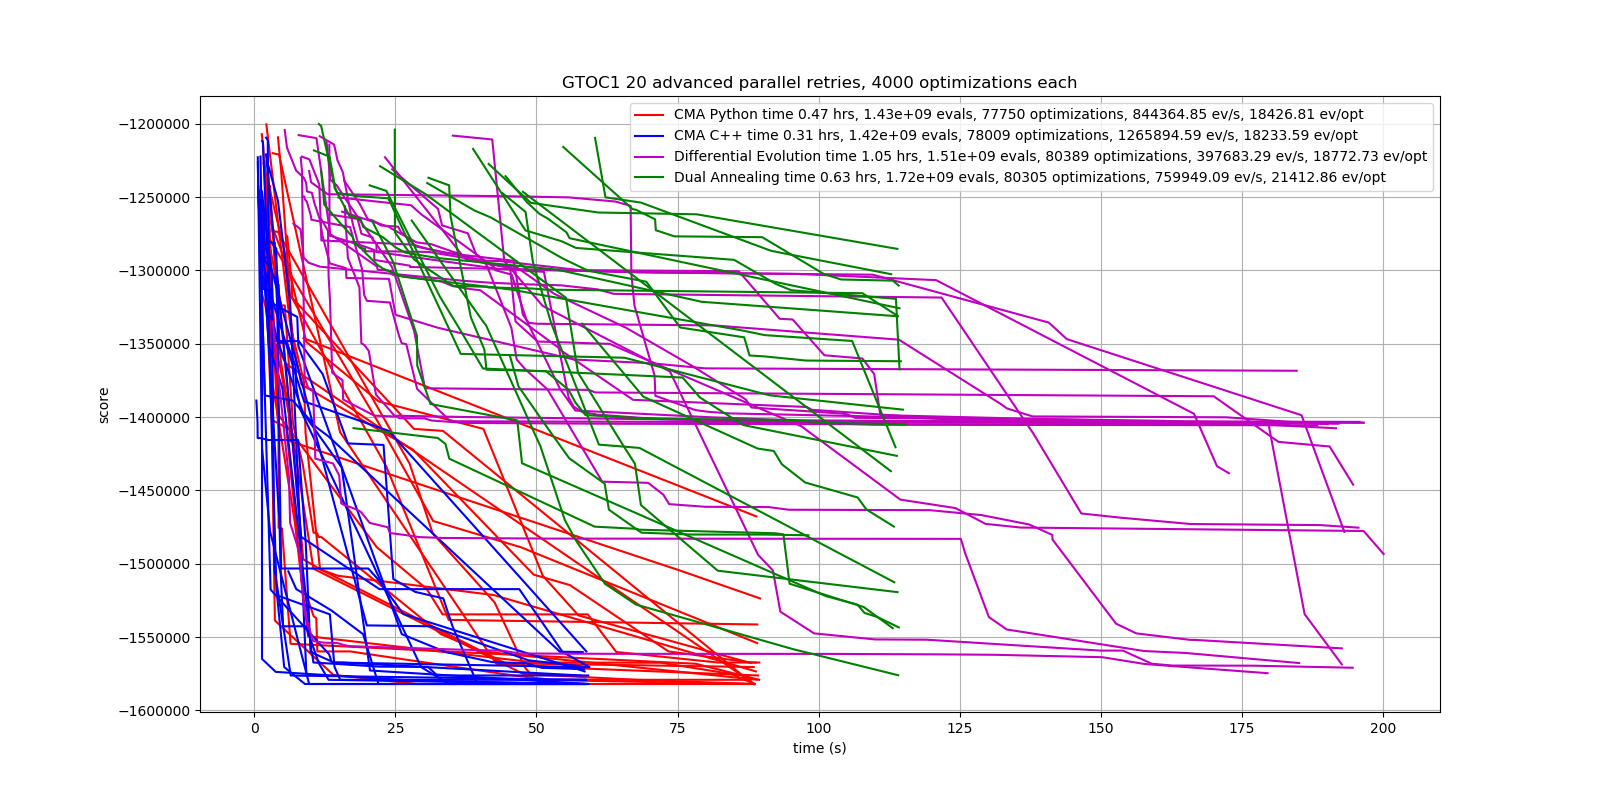 GTOC1 20 advanced parallel retries, 4000 optimizations each
CMA Python time 0.47 hrs, 1.43e+09 evals, 77750 optimizations, 844364.85 ev/s, 18426.81 ev/opt
CMA C++ time 0.31 hrs, 1.42e+09 evals, 78009 optimizations, 1265894.59 ev/s, 18233.59 ev/opt
Differential Evolution time 1.05 hrs, 1.51e+09 evals, 80389 optimizations, 397683.29 ev/s, 18772.73 ev/opt
Dual Annealing time 0.63 hrs, 1.72e+09 evals, 80305 optimizations, 759949.09 ev/s, 21412.86 ev/opt
score
−1200000
−1250000
−1300000
−1350000
−1400000
−1450000
−1500000
−1550000
−1600000
0 25 50 75 100 125 150 175 200
time (s)